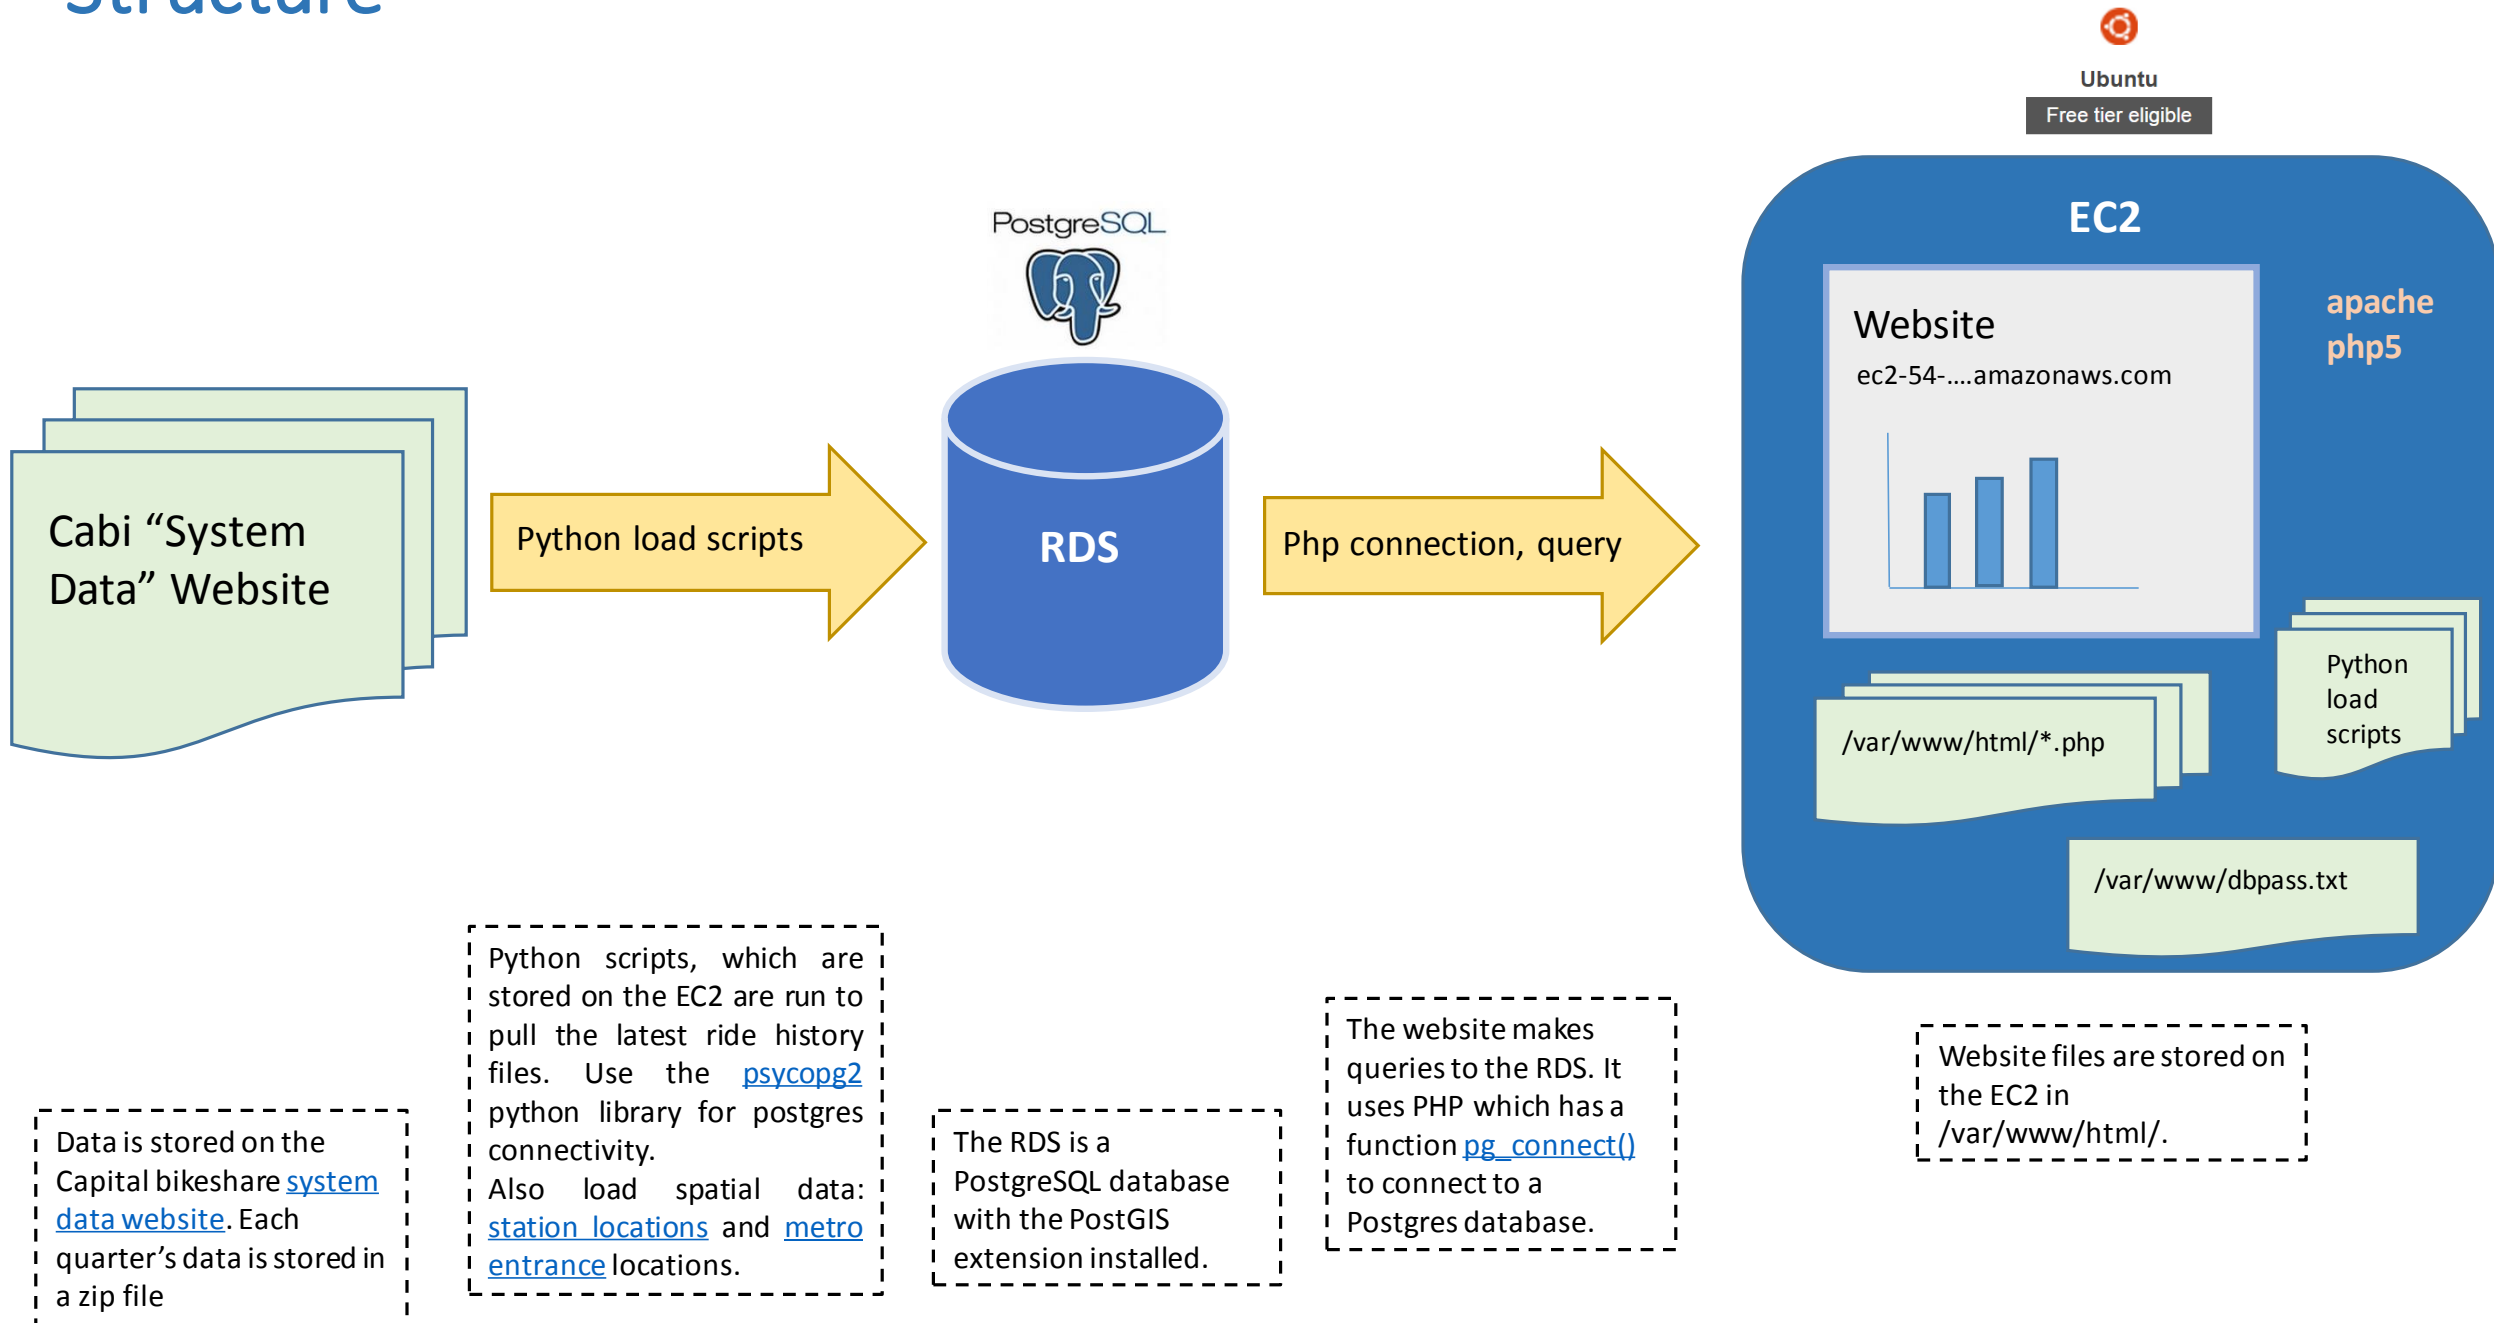 Structure
Ubuntu
Free tier eligible
PostgreSQL
EC2
Website
ec2-54-....amazonaws.com
apache
php5
Cabi “System
Data” Website
Python load scripts
RDS
Php connection, query
/var/www/html/*.php
Python
load
scripts
/var/www/dbpass.txt
Data is stored on the
Capital bikeshare system
data website. Each
quarter’s data is stored in
a zip file
Python scripts, which are
stored on the EC2 are run to
pull the latest ride history
files. Use the psycopg2
python library for postgres
connectivity.
Also load spatial data:
station locations and metro
entrance locations.
The RDS is a
PostgreSQL database
with the PostGIS
extension installed.
The website makes
queries to the RDS. It
uses PHP which has a
function pg_connect()
to connect to a
Postgres database.
Website files are stored on
the EC2 in
/var/www/html/.